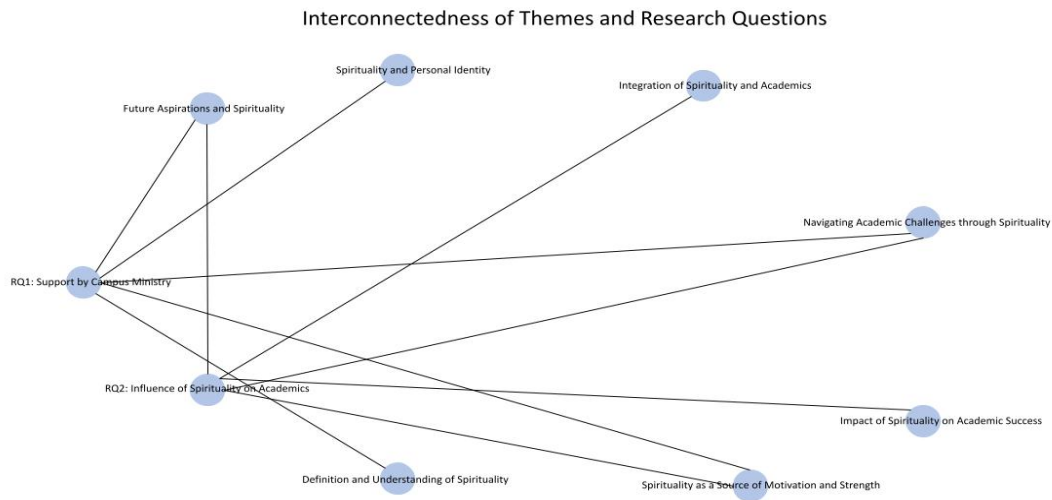 Interconnectedness of Themes and Research Questions
Spirituality and Personal Identity
Integration of Spirituality and Academics
Future Aspirations and Spirituality
Navigating Academic Challenges through Spirituality
RQ1: Support by Campus Ministry
RQ2: Influence of Spirituality on Academics
Impact of Spirituality on Academic Success
Definition and Understanding of Spirituality
Spirituality as a Source of Motivation and Strength